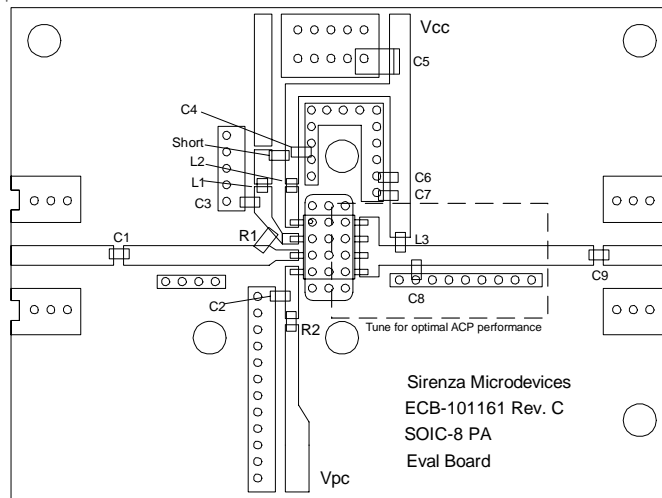 Vcc
C5
C4
Short
L2
L1
C3
C6
C7
C1
R1
L3
C9
C8
C2
R2
Tune for optimal ACP performance
Sirenza Microdevices
ECB-101161 Rev. C
SOIC-8 PA
Eval Board
Vpc